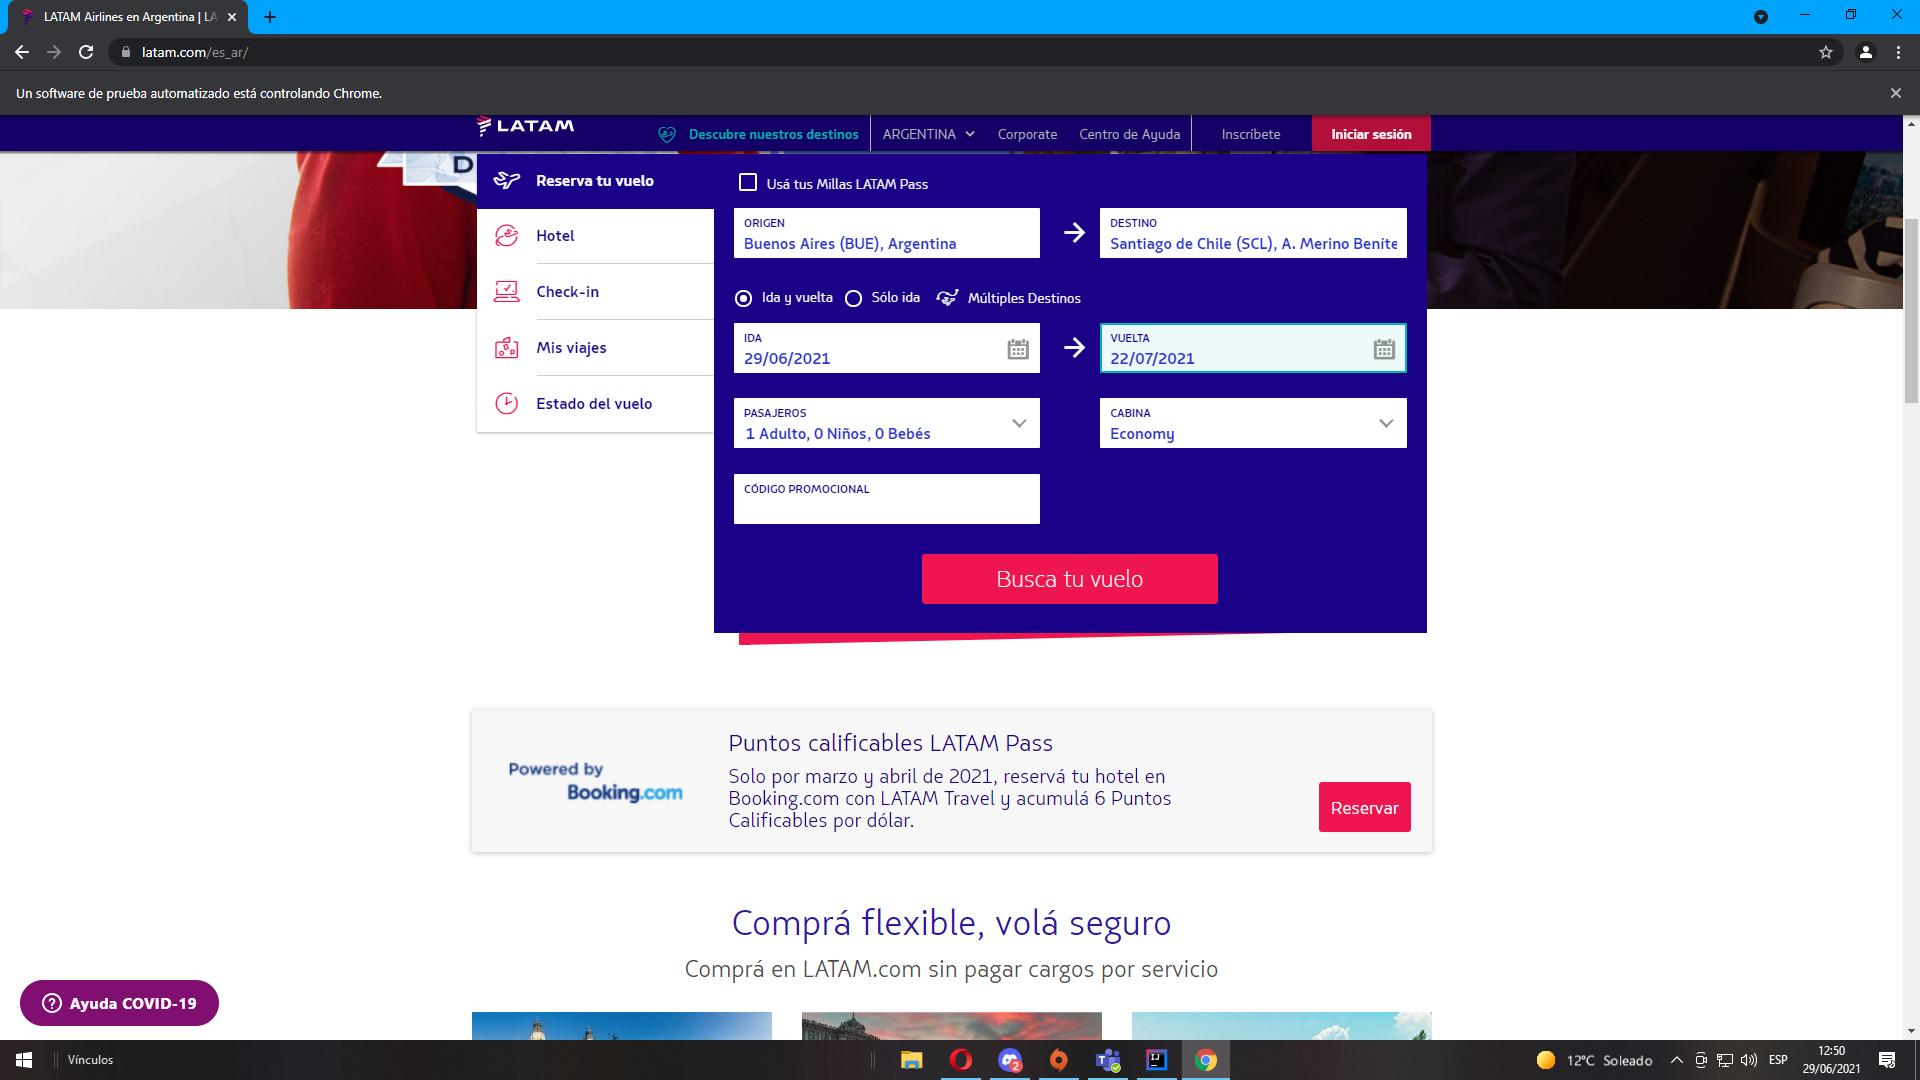 LATAM Airlines en Argentina | LA
latam.com/es_ar/
Un software de prueba automatizado está controlando Chrome.
LATAM
Descubre nuestros destinos
ARGENTINA
Corporate
Centro de Ayuda
Inscríbete
Iniciar sesión
D
Reserva tu vuelo
Hotel
Check-in
Mis viajes
Estado del vuelo
Usá tus Millas LATAM Pass
ORIGEN
Buenos Aires (BUE), Argentina
DESTINO
Santiago de Chile (SCL), A. Merino Beníte
Ida y vuelta
Sólo ida
Múltiples Destinos
IDA
29/06/2021
VUELTA
22/07/2021
PASAJEROS
1 Adulto, 0 Niños, 0 Bebés
CABINA
Economy
CÓDIGO PROMOCIONAL
Busca tu vuelo
Powered by
Booking.com
Puntos calificables LATAM Pass
Solo por marzo y abril de 2021, reservá tu hotel en
Booking.com con LATAM Travel y acumulá 6 Puntos
Calificables por dólar.
Reservar
Comprá flexible, volá seguro
Comprá en LATAM.com sin pagar cargos por servicio
Ayuda COVID-19
Vínculos
2
IJ
12°C Soleado
ESP
12:50
29/06/2021